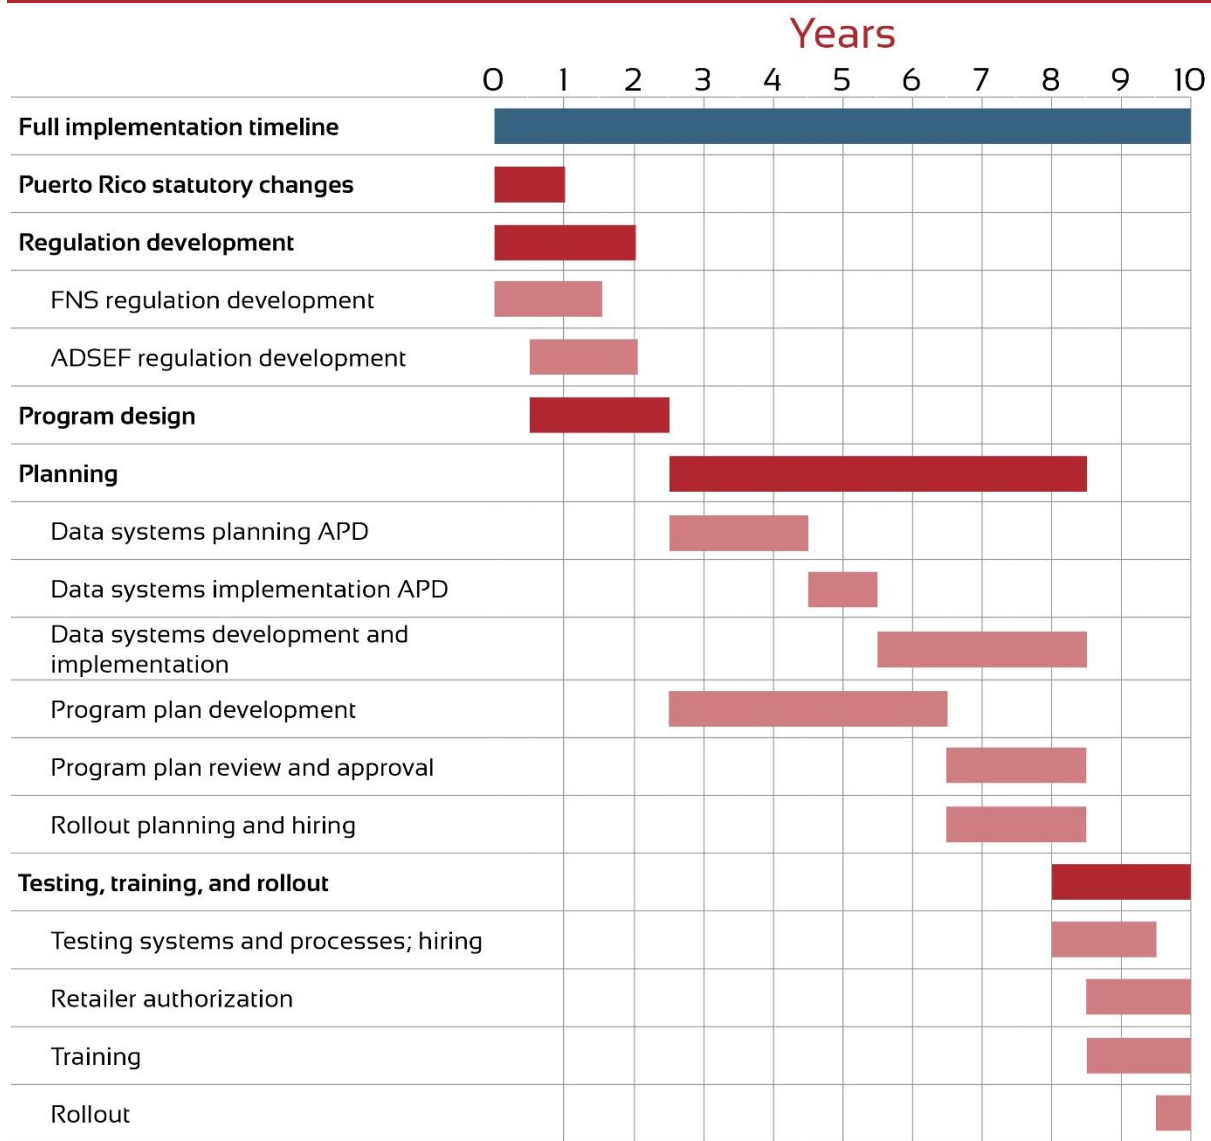 Years
0 1 2 3 4 5 6 7 8 9 10
Full implementation timeline
Puerto Rico statutory changes
Regulation development
FNS regulation development
ADSEF regulation development
Program design
Planning
Data systems planning APD
Data systems implementation APD
Data systems development and
implementation
Program plan development
Program plan review and approval
Rollout planning and hiring
Testing, training, and rollout
Testing systems and processes; hiring
Retailer authorization
Training
Rollout